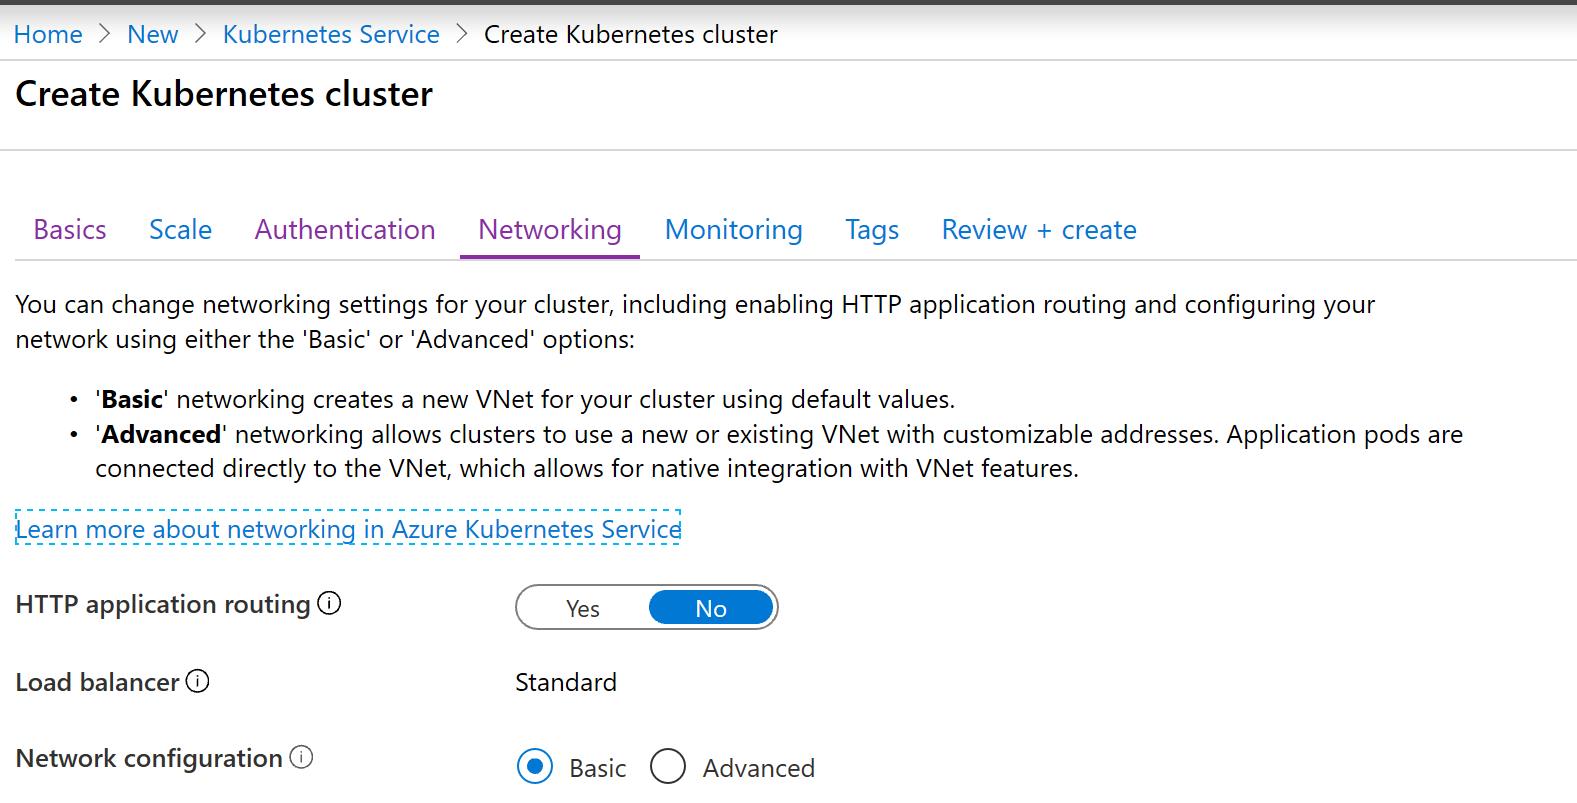 Home > New > Kubernetes Service > Create Kubernetes cluster
Create Kubernetes cluster
Basics Scale Authentication Networking Monitoring Tags Review + create
You can change networking settings for your cluster, including enabling HTTP application routing and configuring your
network using either the 'Basic' or 'Advanced' options:
• 'Basic' networking creates a new VNet for your cluster using default values.
• 'Advanced' networking allows clusters to use a new or existing VNet with customizable addresses. Application pods are
connected directly to the VNet, which allows for native integration with VNet features.
Learn more about networking in Azure Kubernetes Service
HTTP application routing Yes No
Load balancer Standard
Network configuration Basic Advanced